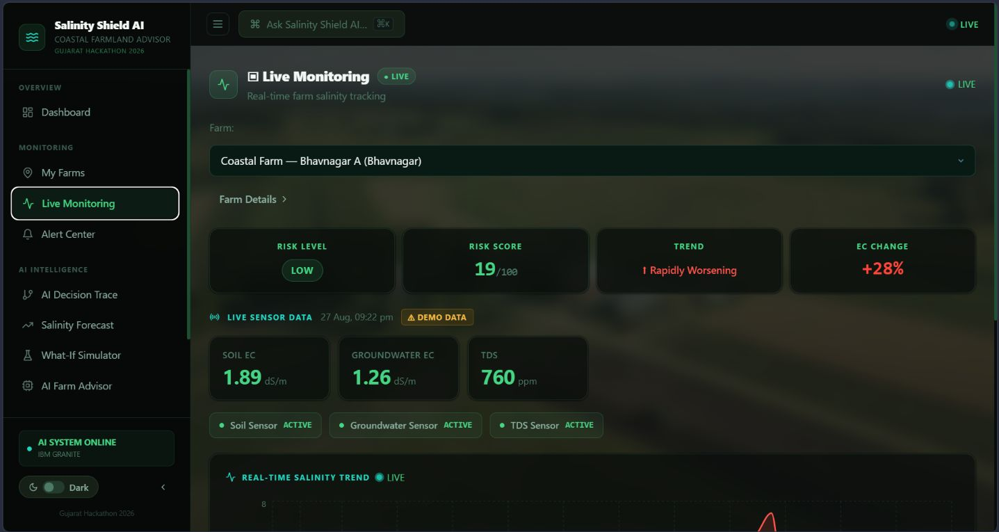 Salinity Shield AI
COASTAL FARMLAND ADVISOR
GUJARAT HACKATHON 2026
OVERVIEW
Dashboard
MONITORING
My Farms
Live Monitoring
Alert Center
AI INTELLIGENCE
AI Decision Trace
Salinity Forecast
What-If Simulator
AI Farm Advisor
AI SYSTEM ONLINE
IBM GRANITE
Dark
Gujarat Hackathon 2026
⌘ Ask Salinity Shield AI... ⌘K
LIVE
Live Monitoring LIVE
Real-time farm salinity tracking
LIVE
Farm:
Coastal Farm — Bhavnagar A (Bhavnagar)
Farm Details >
RISK LEVEL
LOW
RISK SCORE
19/100
TREND
↑ Rapidly Worsening
EC CHANGE
+28%
LIVE SENSOR DATA 27 Aug, 09:22 pm ⚠ DEMO DATA
SOIL EC
1.89 dS/m
GROUNDWATER EC
1.26 dS/m
TDS
760 ppm
Soil Sensor ACTIVE
Groundwater Sensor ACTIVE
TDS Sensor ACTIVE
REAL-TIME SALINITY TREND LIVE
8